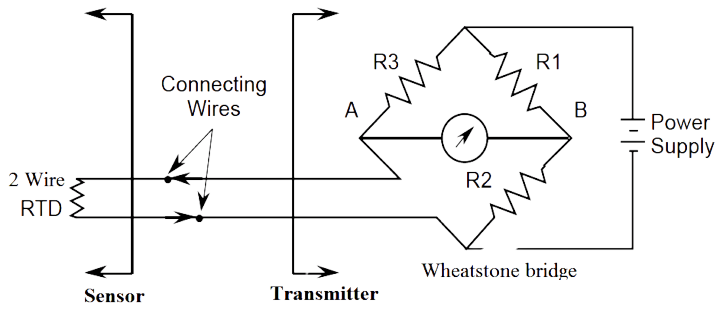 R3
R1
Connecting
Wires
A
B
Power
Supply
2 Wire
RTD
R2
Wheatstone bridge
Sensor
Transmitter